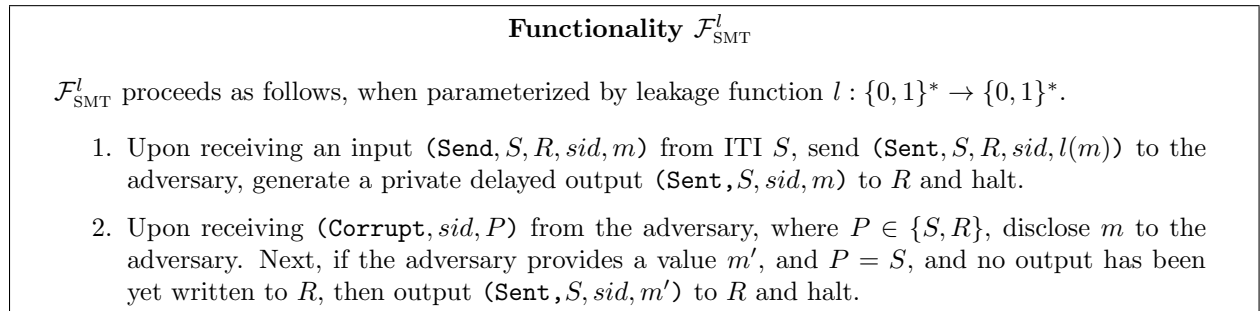 Functionality $\mathcal{F}_{\text{SMT}}^{l}$
$\mathcal{F}_{\text{SMT}}^{l}$ proceeds as follows, when parameterized by leakage function $l : \{0,1\}^* \to \{0,1\}^*$.
1. Upon receiving an input (Send, $S, R, sid, m$) from ITI $S$, send (Sent, $S, R, sid, l(m)$) to the
adversary, generate a private delayed output (Sent,$S, sid, m$) to $R$ and halt.
2. Upon receiving (Corrupt, $sid, P$) from the adversary, where $P \in \{S, R\}$, disclose $m$ to the
adversary. Next, if the adversary provides a value $m'$, and $P = S$, and no output has been
yet written to $R$, then output (Sent,$S, sid, m'$) to $R$ and halt.